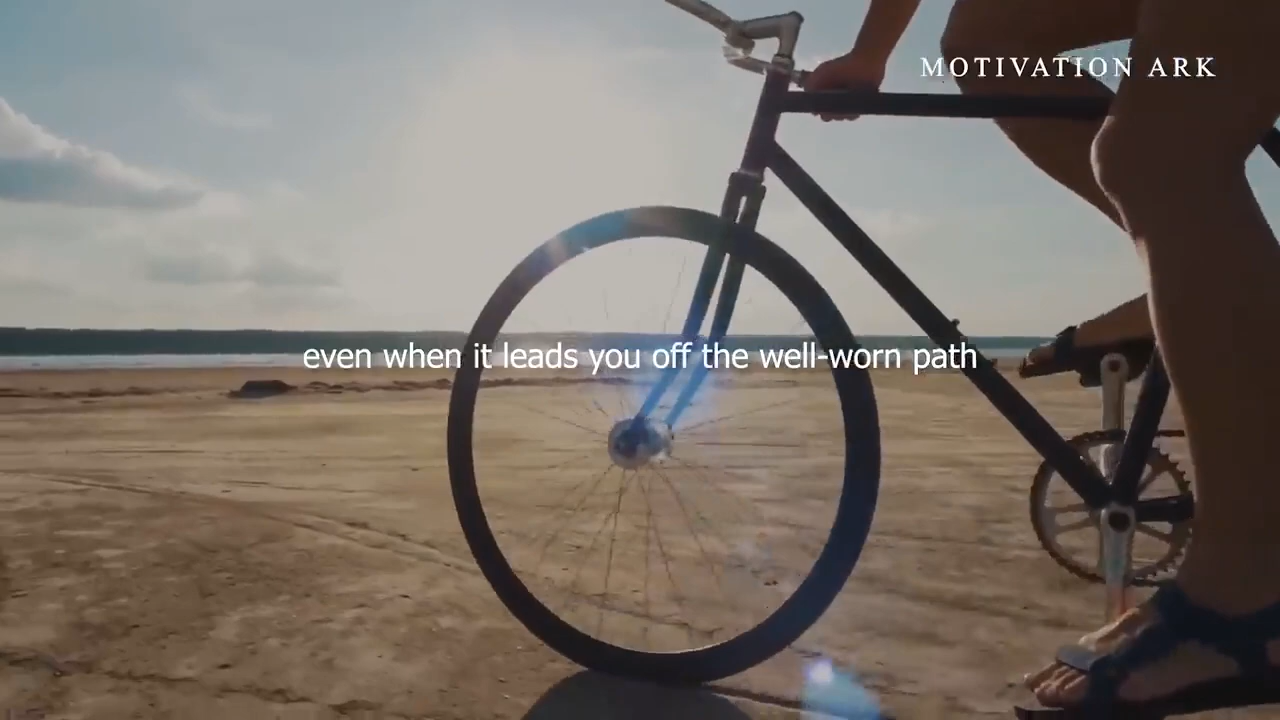 MOTIVATION ARK
even when it leads you off the well-worn path